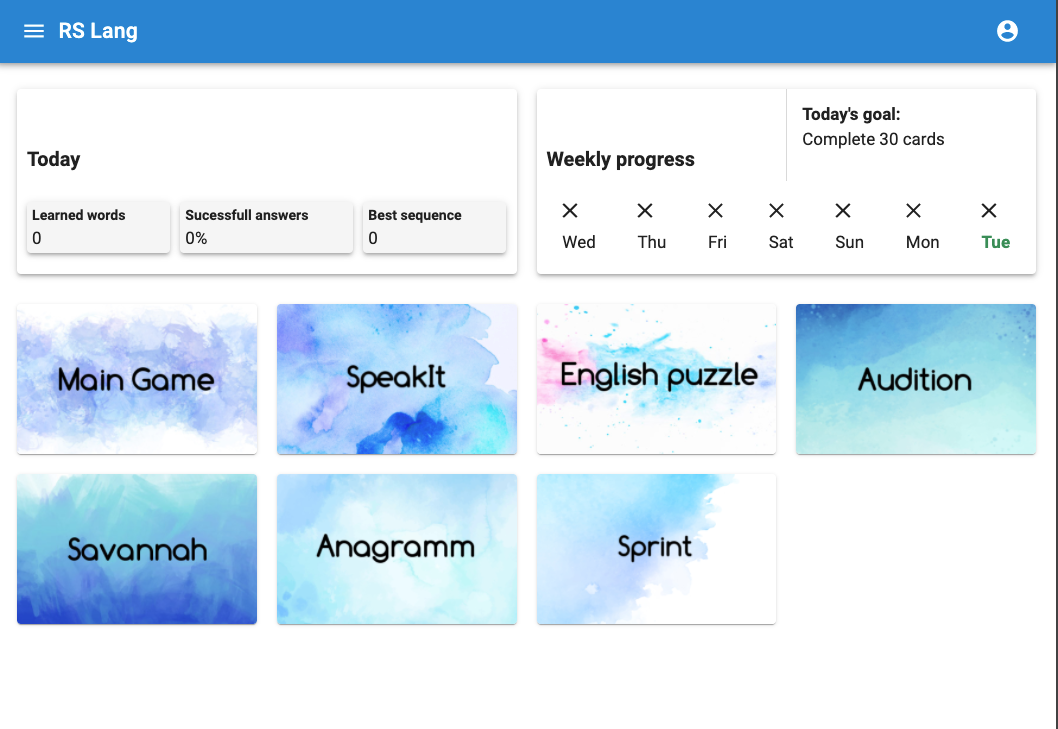 RS Lang
Today
Learned words
0
Sucessfull answers
0%
Best sequence
0
Weekly progress
Today's goal:
Complete 30 cards
Wed
Thu
Fri
Sat
Sun
Mon
Tue
Main Game
SpeakIt
English puzzle
Audition
Savannah
Anagramm
Sprint